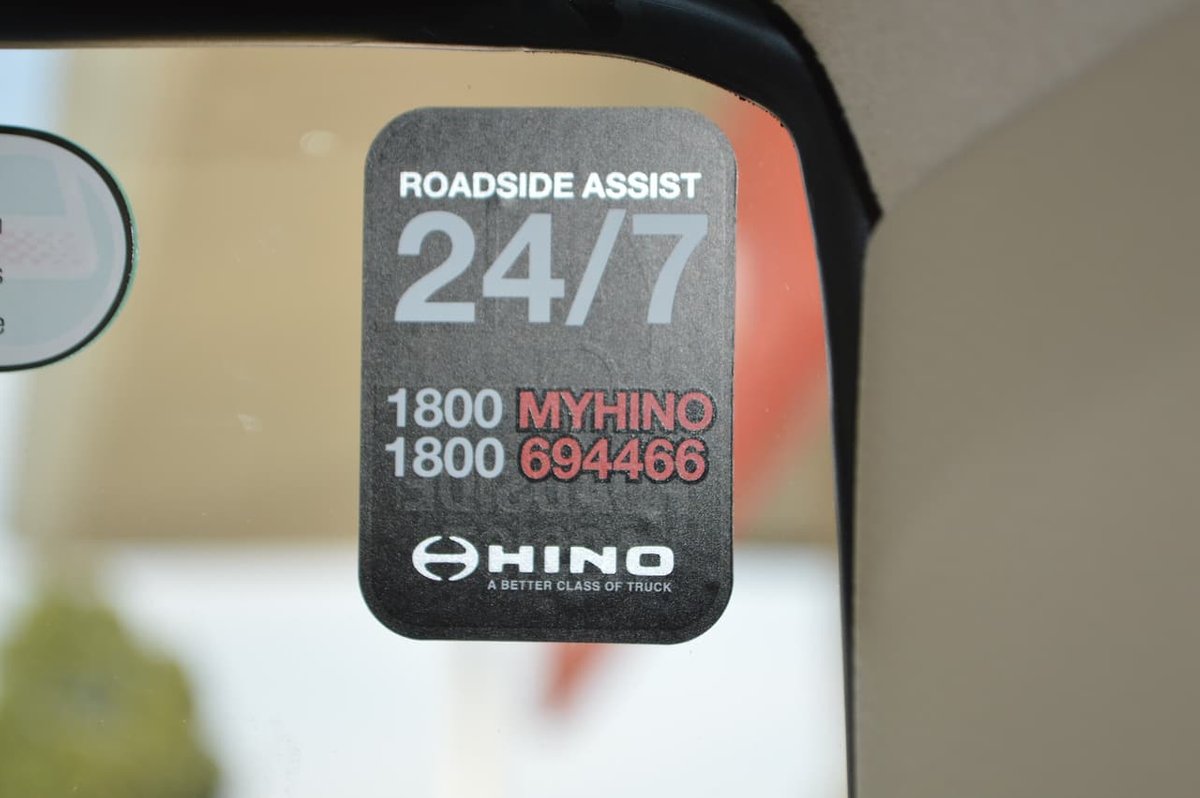 ROADSIDE ASSIST
24/7
1800 MYHINO
1800 694466
HINO
A BETTER CLASS OF TRUCK